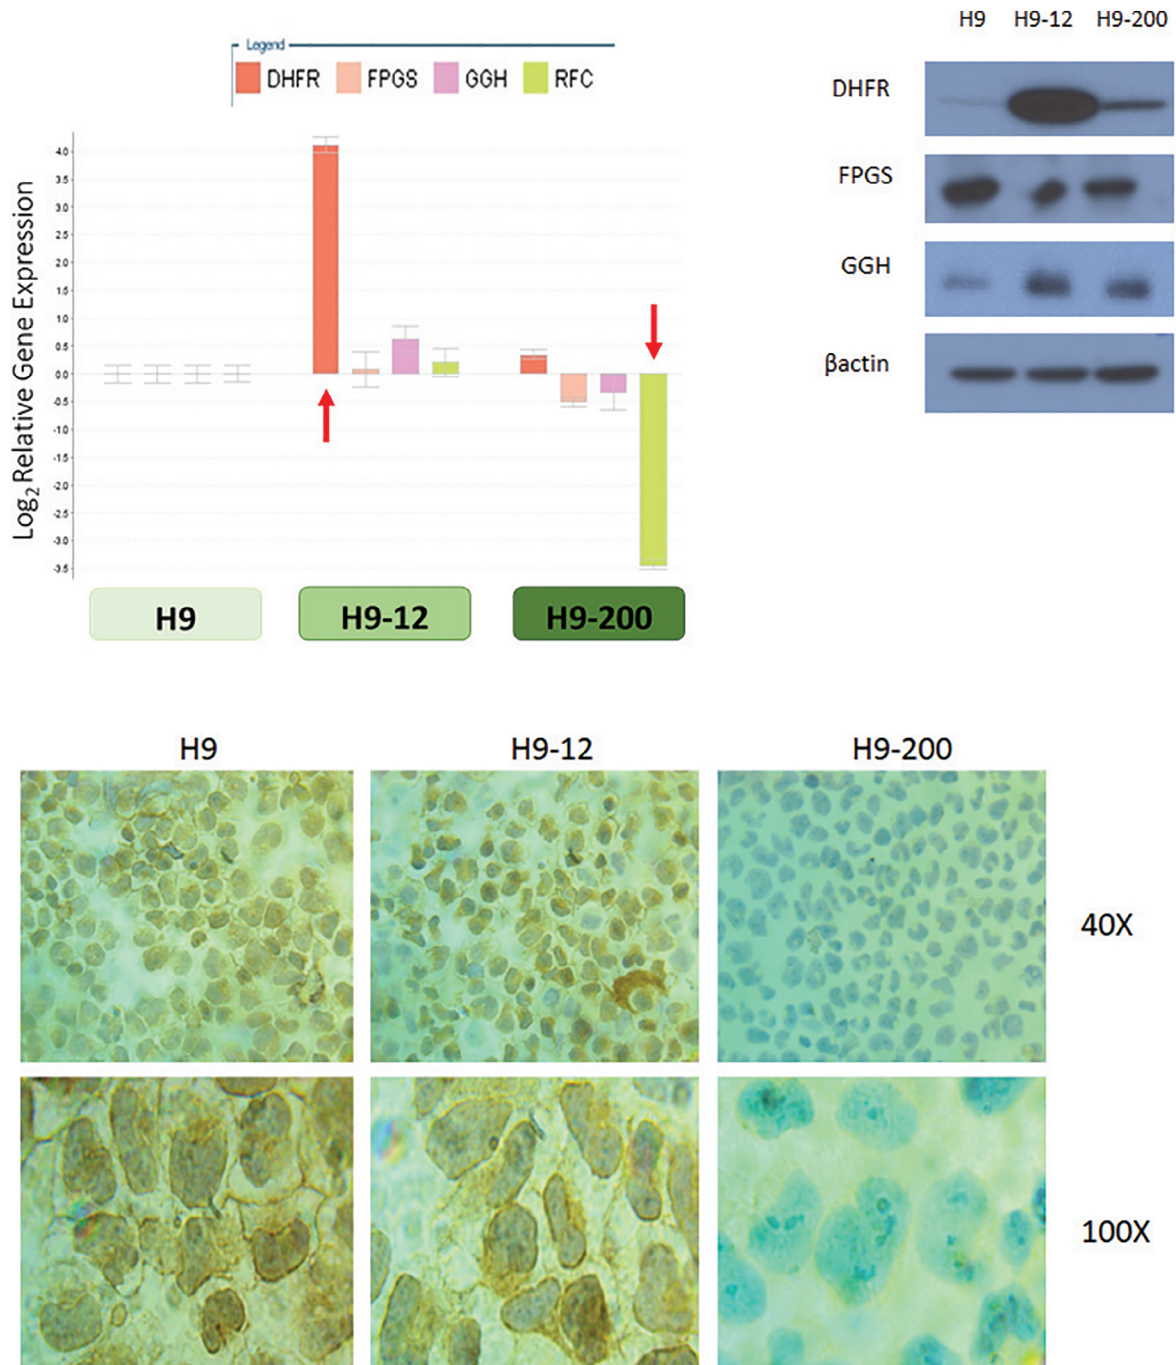 Legend
DHFR FPGS GGH RFC
Log2 Relative Gene Expression
4.0
3.5
3.0
2.5
2.0
1.5
1.0
0.5
0.0
-0.5
-1.0
-1.5
-2.0
-2.5
-3.0
-3.5
H9 H9-12 H9-200
H9 H9-12 H9-200
DHFR
FPGS
GGH
βactin
H9 H9-12 H9-200
40X
100X